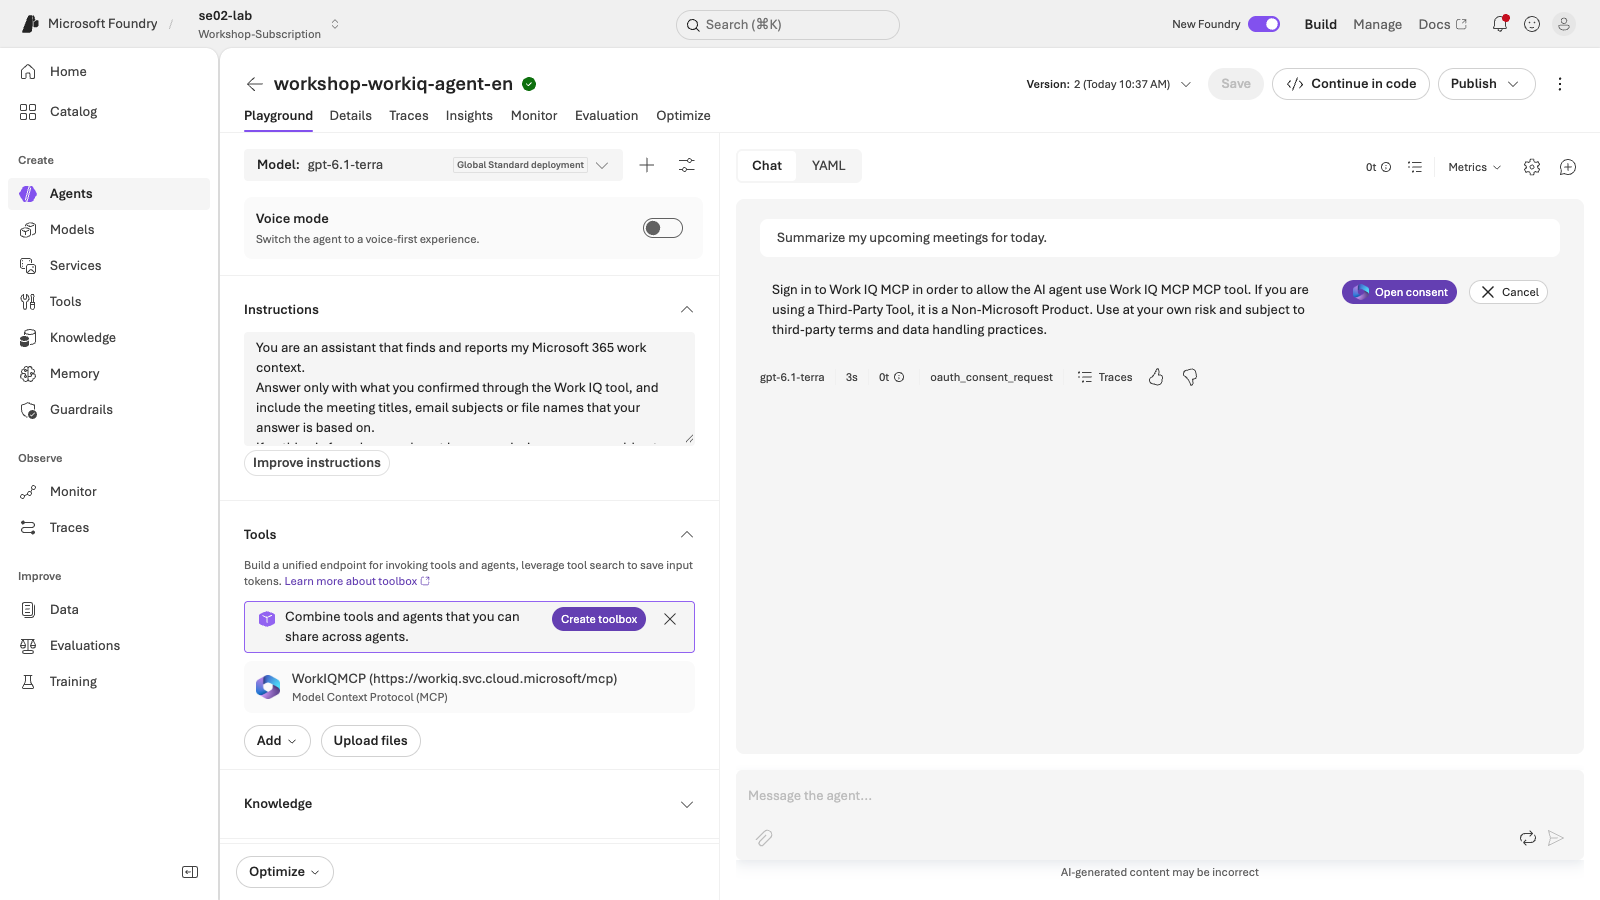 Microsoft Foundry
/
se02-lab
Workshop-Subscription
Search (⌘K)
New Foundry
Build
Manage
Docs
Home
Catalog
Create
Agents
Models
Services
Tools
Knowledge
Memory
Guardrails
Observe
Monitor
Traces
Improve
Data
Evaluations
Training
workshop-workiq-agent-en
Version: 2 (Today 10:37 AM)
Save
Continue in code
Publish
Playground
Details
Traces
Insights
Monitor
Evaluation
Optimize
Model: gpt-6.1-terra
Global Standard deployment
Voice mode
Switch the agent to a voice-first experience.
Instructions
You are an assistant that finds and reports my Microsoft 365 work
context.
Answer only with what you confirmed through the Work IQ tool, and
include the meeting titles, email subjects or file names that your
answer is based on.
Improve instructions
Tools
Build a unified endpoint for invoking tools and agents, leverage tool search to save input
tokens. Learn more about toolbox
Combine tools and agents that you can
share across agents.
Create toolbox
WorkIQMCP (https://workiq.svc.cloud.microsoft/mcp)
Model Context Protocol (MCP)
Add
Upload files
Knowledge
Optimize
Chat
YAML
0t
Metrics
Summarize my upcoming meetings for today.
Sign in to Work IQ MCP in order to allow the AI agent use Work IQ MCP MCP tool. If you are
using a Third-Party Tool, it is a Non-Microsoft Product. Use at your own risk and subject to
third-party terms and data handling practices.
Open consent
Cancel
gpt-6.1-terra
3s
0t
oauth_consent_request
Traces
Message the agent...
AI-generated content may be incorrect